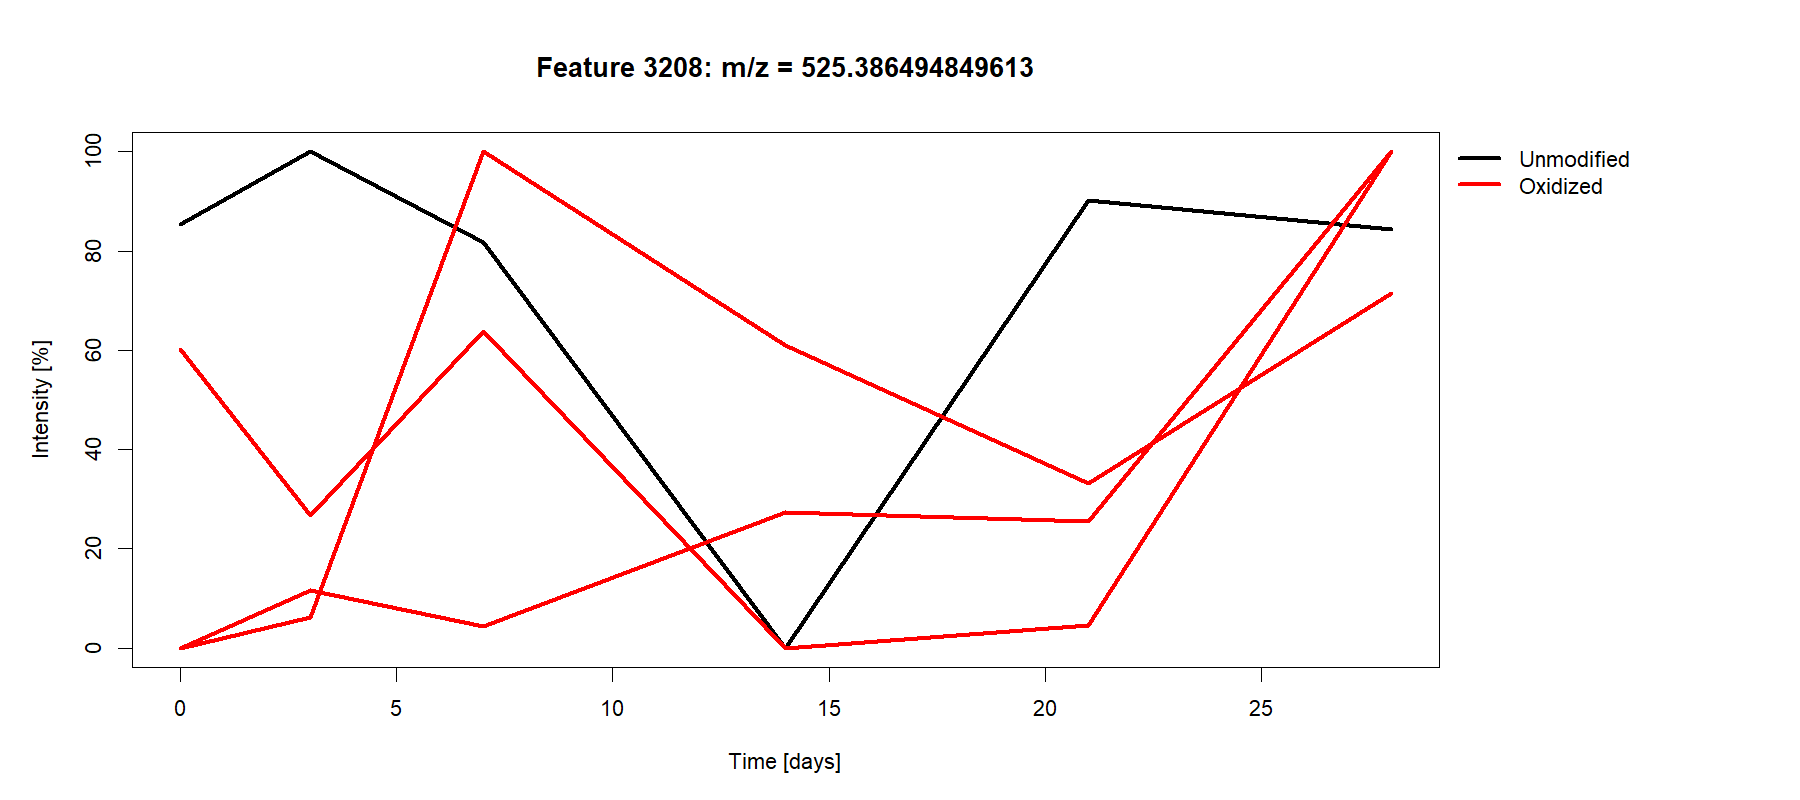 Feature 3208: m/z = 525.386494849613
Unmodified
Oxidized
Intensity [%]
100
80
60
40
20
0
0 5 10 15 20 25
Time [days]